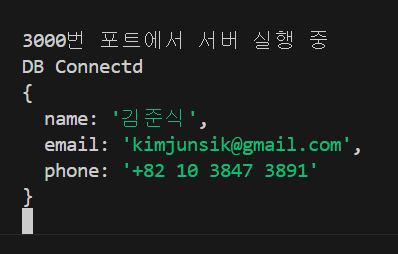 3000번 포트에서 서버 실행 중
DB Connectd
{
name: '김준식',
email: 'kimjunsik@gmail.com',
phone: '+82 10 3847 3891'
}